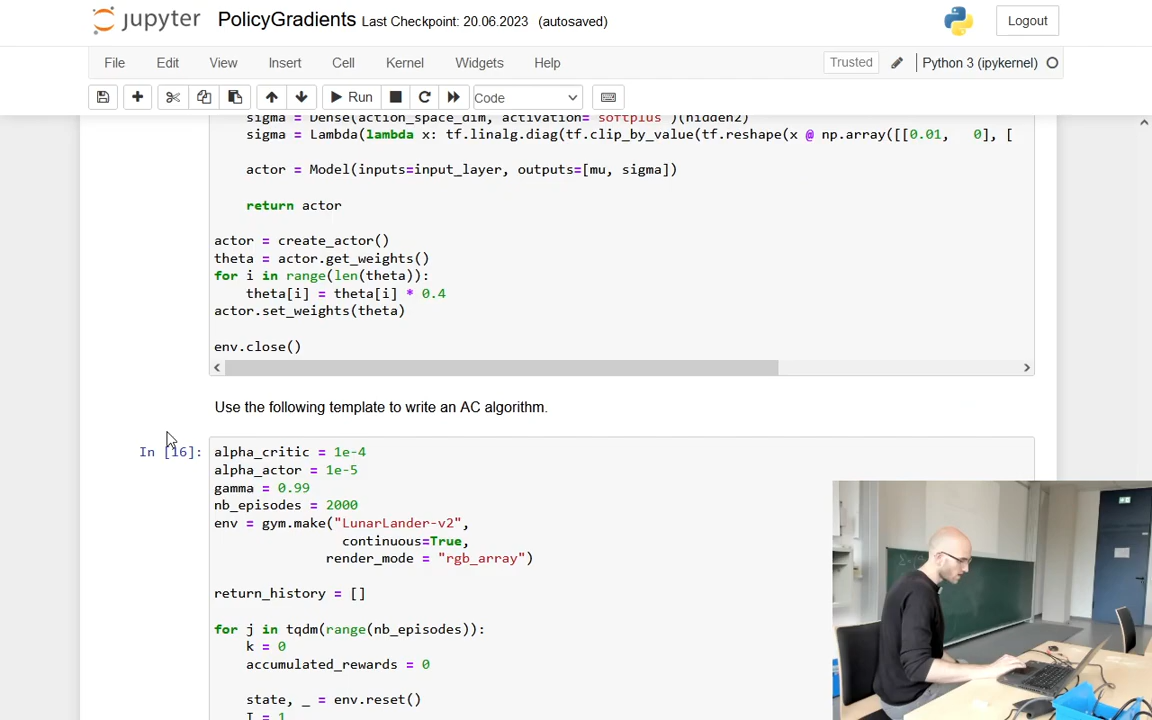 jupyter PolicyGradients Last Checkpoint: 20.06.2023 (autosaved) Logout
File Edit View Insert Cell Kernel Widgets Help Trusted Python 3 (ipykernel)
Run Code
sigma = Dense(action_space_dim, activation="softplus")(hidden2)
sigma = Lambda(lambda x: tf.linalg.diag(tf.clip_by_value(tf.reshape(x @ np.array([[0.01, 0], [
actor = Model(inputs=input_layer, outputs=[mu, sigma])
return actor
actor = create_actor()
theta = actor.get_weights()
for i in range(len(theta)):
theta[i] = theta[i] * 0.4
actor.set_weights(theta)
env.close()
Use the following template to write an AC algorithm.
In [16]: alpha_critic = 1e-4
alpha_actor = 1e-5
gamma = 0.99
nb_episodes = 2000
env = gym.make("LunarLander-v2",
continuous=True,
render_mode = "rgb_array")
return_history = []
for j in tqdm(range(nb_episodes)):
k = 0
accumulated_rewards = 0
state, _ = env.reset()
I = 1